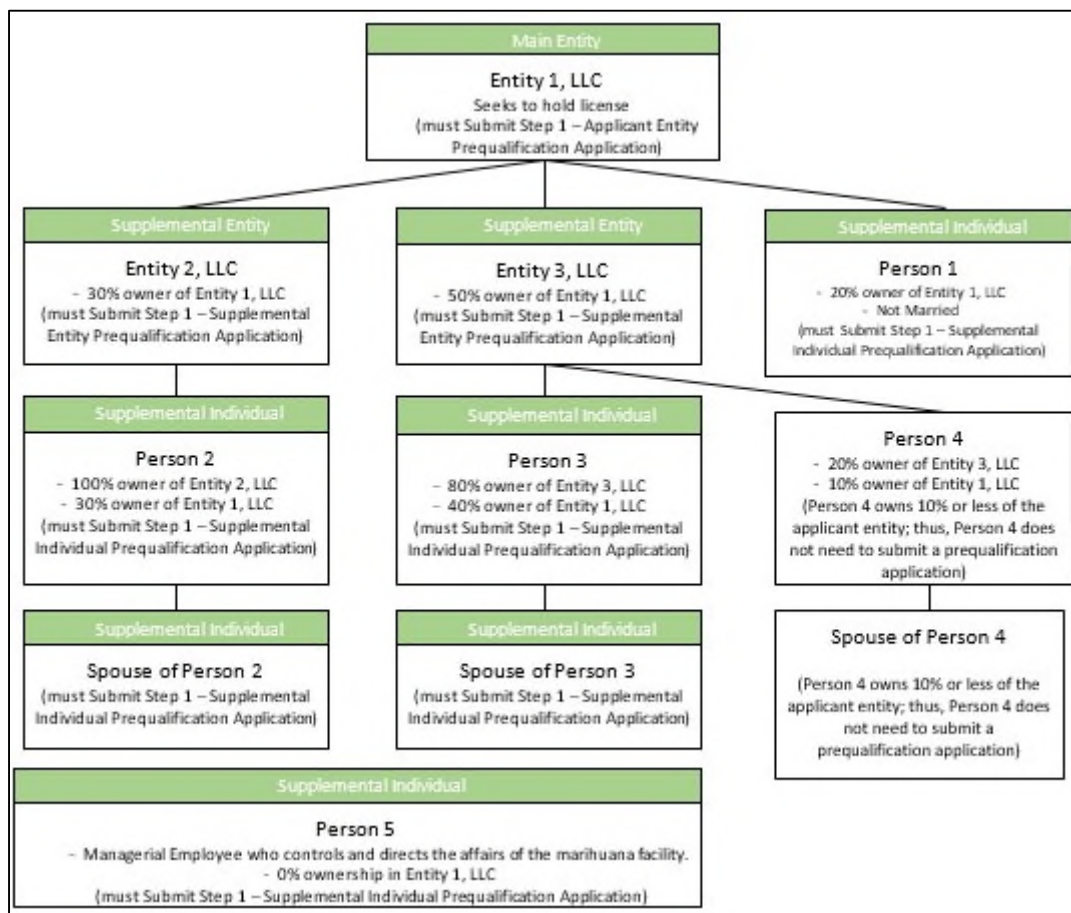 Main Entity
Entity 1, LLC
Seeks to hold license
(must Submit Step 1 – Applicant Entity
Prequalification Application)
Supplemental Entity
Entity 2, LLC
- 30% owner of Entity 1, LLC
(must Submit Step 1 – Supplemental
Entity Prequalification Application)
Supplemental Entity
Entity 3, LLC
- 50% owner of Entity 1, LLC
(must Submit Step 1 – Supplemental
Entity Prequalification Application)
Supplemental Individual
Person 1
- 20% owner of Entity 1, LLC
- Not Married
(must Submit Step 1 – Supplemental
Individual Prequalification Application)
Supplemental Individual
Person 2
- 100% owner of Entity 2, LLC
- 30% owner of Entity 1, LLC
(must Submit Step 1 – Supplemental
Individual Prequalification Application)
Supplemental Individual
Person 3
- 80% owner of Entity 3, LLC
- 40% owner of Entity 1, LLC
(must Submit Step 1 – Supplemental
Individual Prequalification Application)
Person 4
- 20% owner of Entity 3, LLC
- 10% owner of Entity 1, LLC
(Person 4 owns 10% or less of the
applicant entity; thus, Person 4 does
not need to submit a prequalification
application)
Supplemental Individual
Spouse of Person 2
(must Submit Step 1 – Supplemental
Individual Prequalification Application)
Supplemental Individual
Spouse of Person 3
(must Submit Step 1 – Supplemental
Individual Prequalification Application)
Spouse of Person 4
(Person 4 owns 10% or less of the
applicant entity; thus, Person 4 does
not need to submit a
prequalification application)
Supplemental Individual
Person 5
- Managerial Employee who controls and directs the affairs of the marihuana facility.
- 0% ownership in Entity 1, LLC
(must Submit Step 1 – Supplemental Individual Prequalification Application)